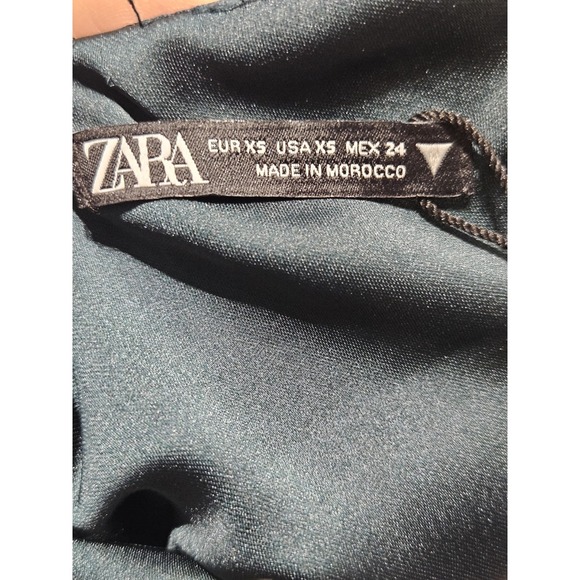 ZARA
EUR XS USA XS MEX 24
MADE IN MOROCCO